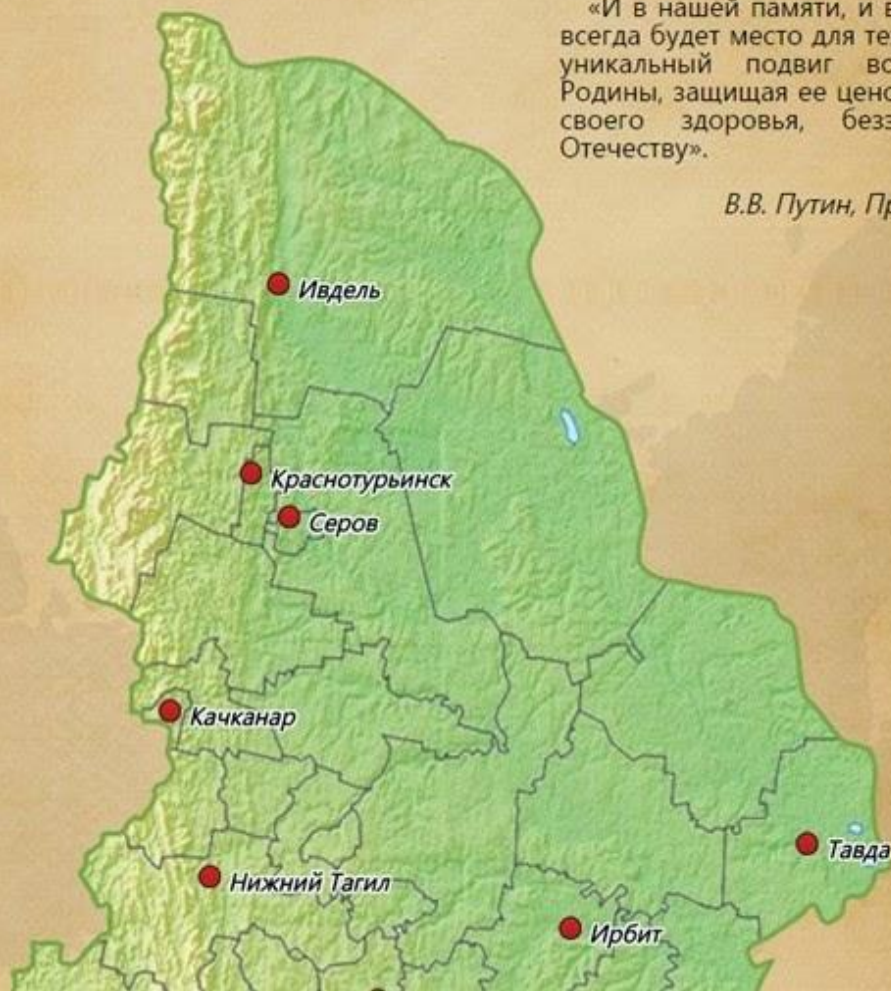 «И в нашей памяти, и в
всегда будет место для те
уникальный подвиг во
Родины, защищая ее ценс
своего здоровья, безз
Отечеству».
В.В. Путин, Пр
Ивдель
Краснотурьинск
Серов
Качканар
Тавда
Нижний Тагил
Ирбит